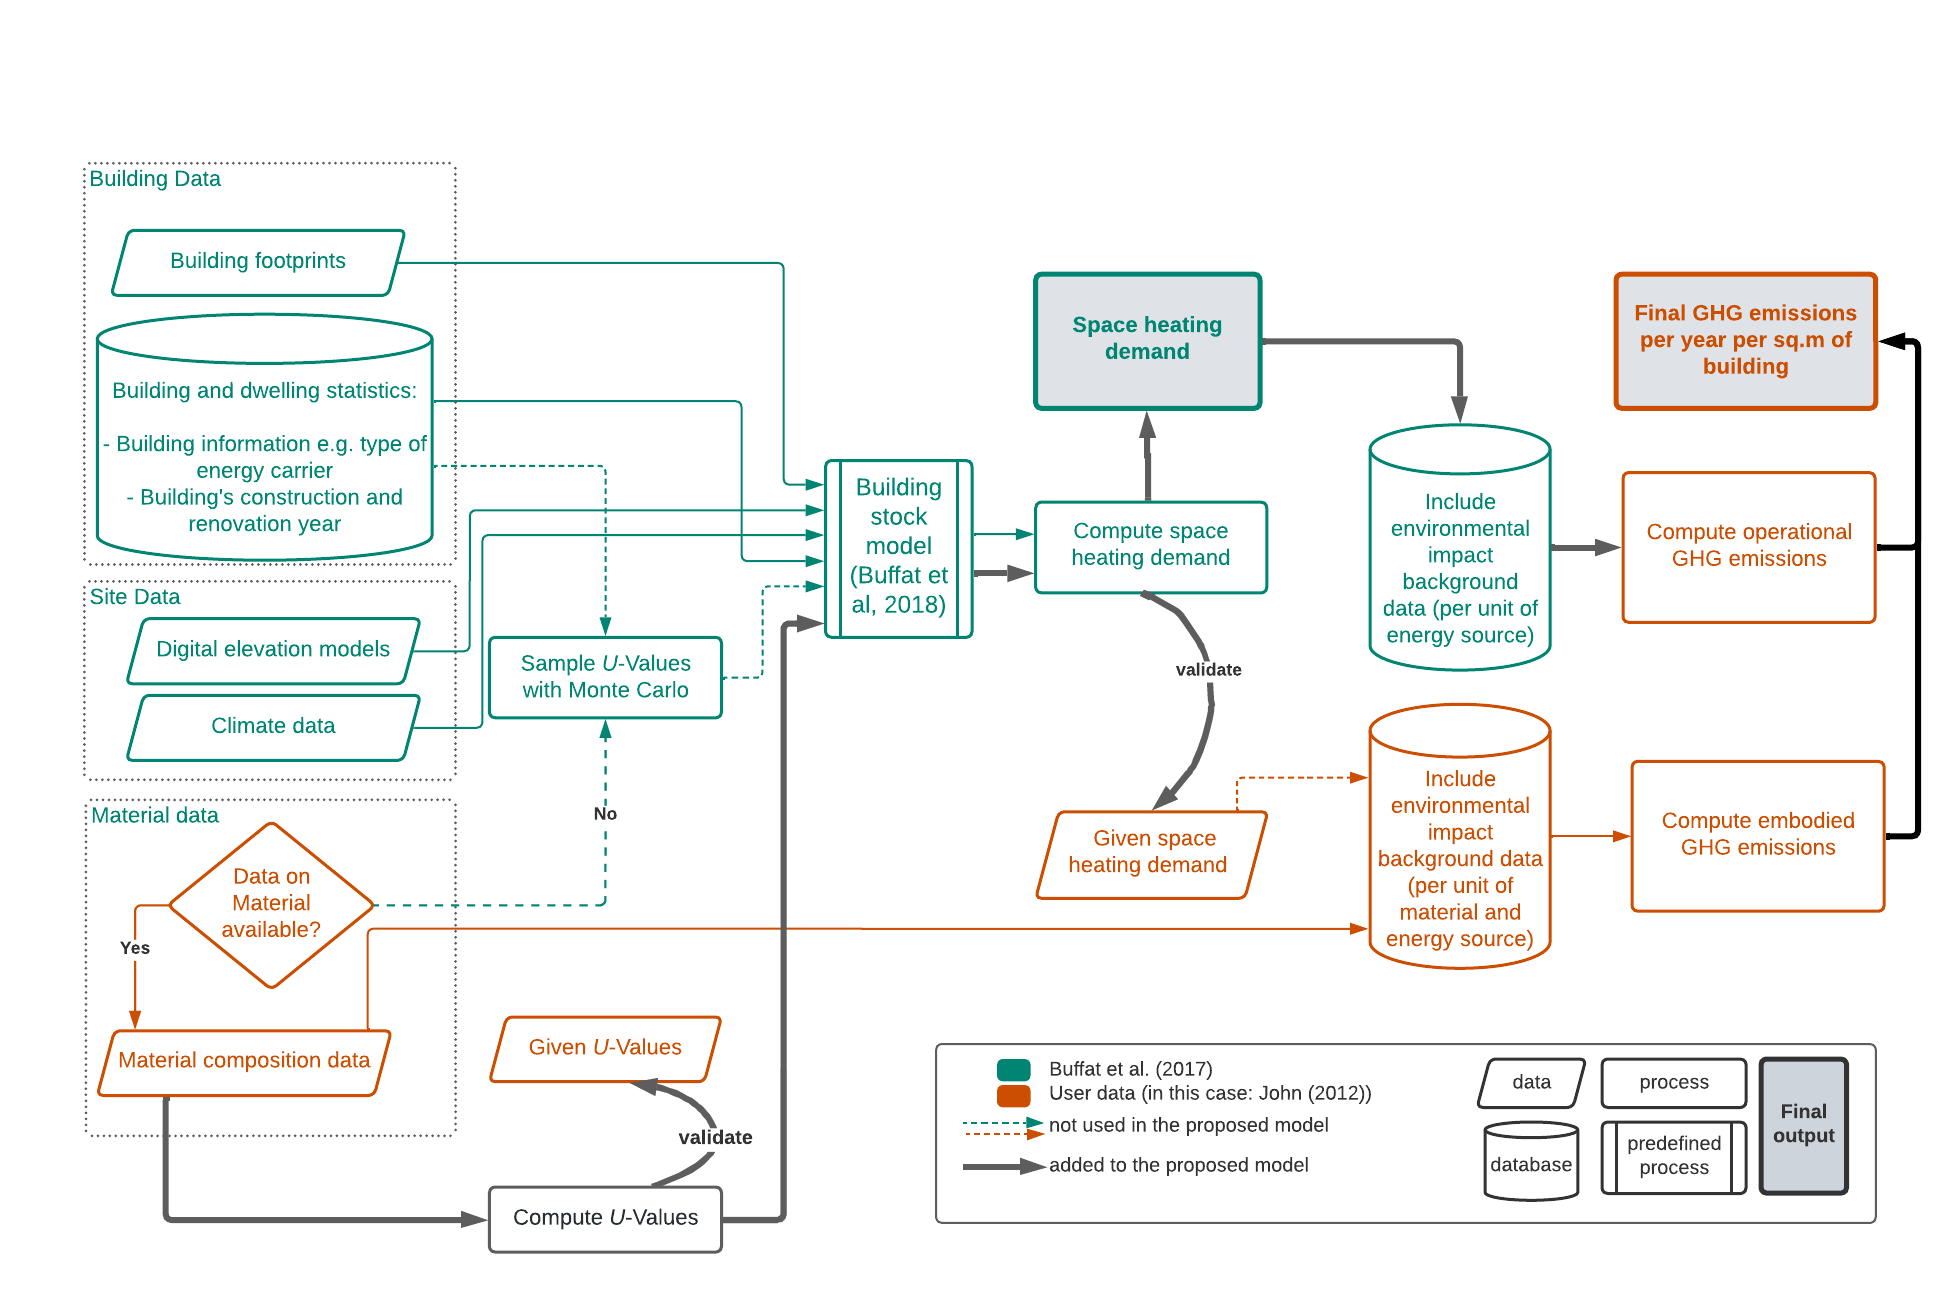 Building Data
Building footprints
Building and dwelling statistics:
- Building information e.g. type of
energy carrier
- Building's construction and
renovation year
Site Data
Digital elevation models
Climate data
Material data
Data on
Material
available?
Yes
No
Material composition data
Sample U-Values
with Monte Carlo
Given U-Values
validate
Compute U-Values
Building
stock
model
(Buffat et
al, 2018)
Space heating
demand
Compute space
heating demand
validate
Given space
heating demand
Include
environmental
impact
background
data (per unit of
energy source)
Include
environmental
impact
background data
(per unit of
material and
energy source)
Final GHG emissions
per year per sq.m of
building
Compute operational
GHG emissions
Compute embodied
GHG emissions
Buffat et al. (2017)
User data (in this case: John (2012))
not used in the proposed model
added to the proposed model
data
process
database
predefined
process
Final
output